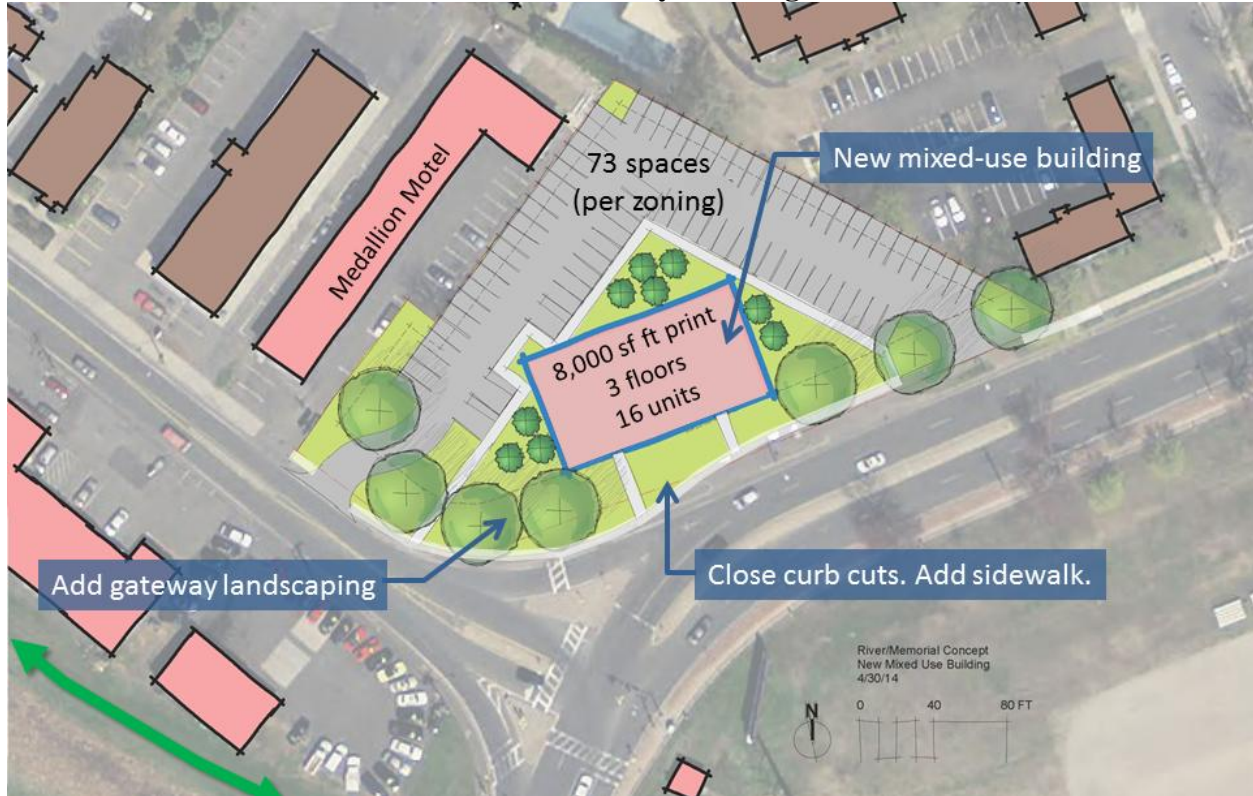 73 spaces
(per zoning)
New mixed-use building
Medallion Motel
8,000 sf ft print
3 floors
16 units
Add gateway landscaping
Close curb cuts. Add sidewalk.
River/Memorial Concept
New Mixed Use Building
4/30/14
N
0 40 80 FT